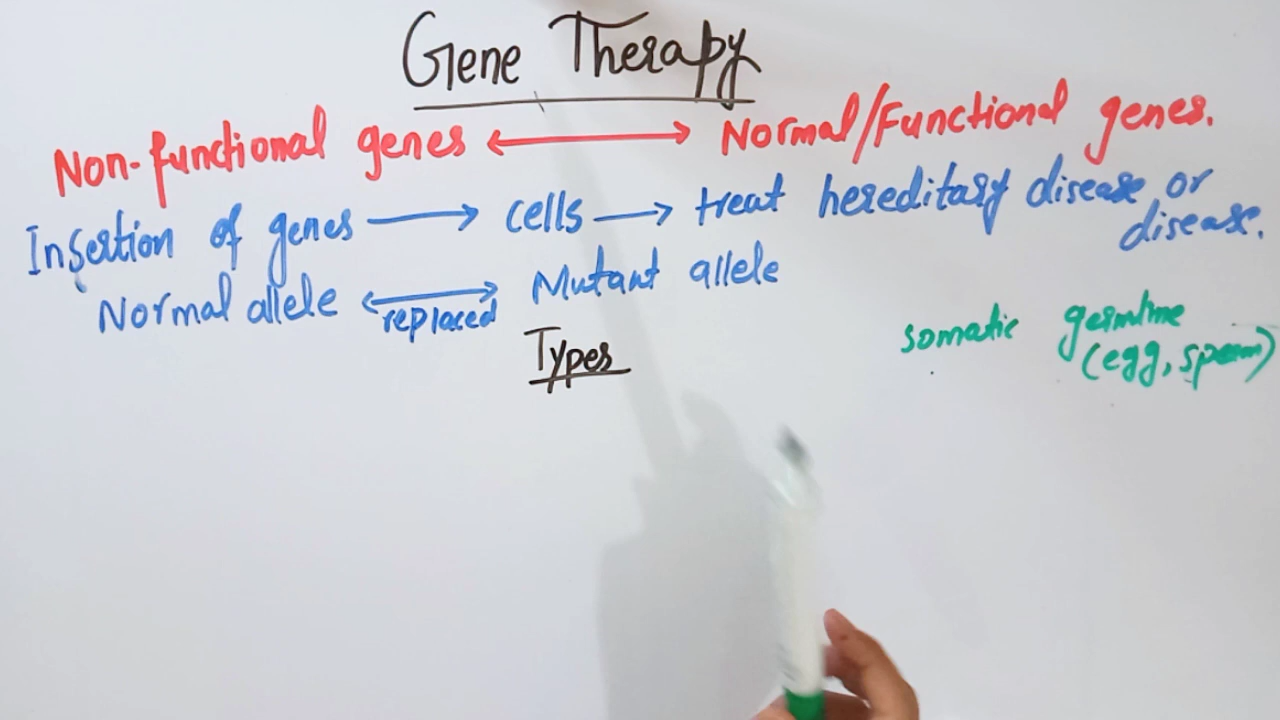 Gene Therapy
Non-functional genes ⟷ Normal/Functional genes.
Insertion of genes ⟶ cells ⟶ treat hereditary disease or
disease.
Normal allele ⟷ Mutant allele
replaced
Types
somatic germline
(egg, sperm)